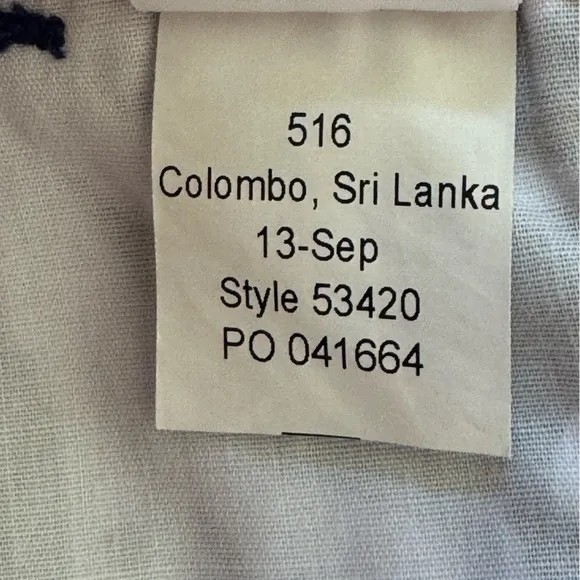 516
Colombo, Sri Lanka
13-Sep
Style 53420
PO 041664